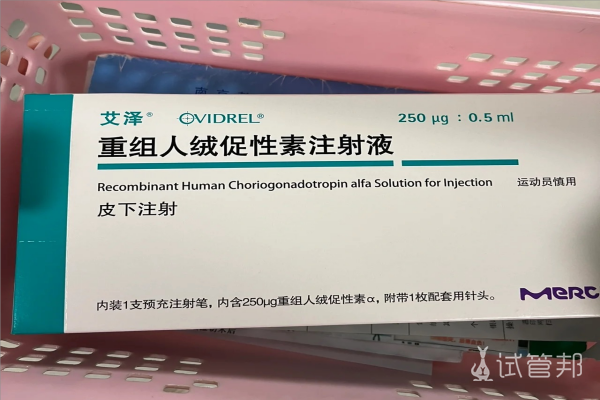 艾泽® OVIDREL® 250 μg : 0.5 ml
重组人绒促性素注射液
Recombinant Human Choriogonadotropin alfa Solution for Injection 运动员慎用
皮下注射
内装1支预充注射笔，内含250μg重组人绒促性素α，附带1枚配套用针头。
Merc
试管邦